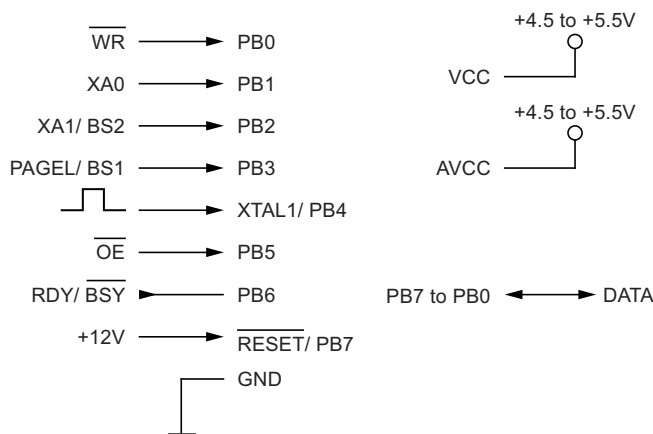 WR PB0
XA0 PB1
XA1/ BS2 PB2
PAGEL/ BS1 PB3
XTAL1/ PB4
OE PB5
RDY/ BSY PB6
+12V RESET/ PB7
GND
+4.5 to +5.5V
VCC
+4.5 to +5.5V
AVCC
PB7 to PB0 DATA